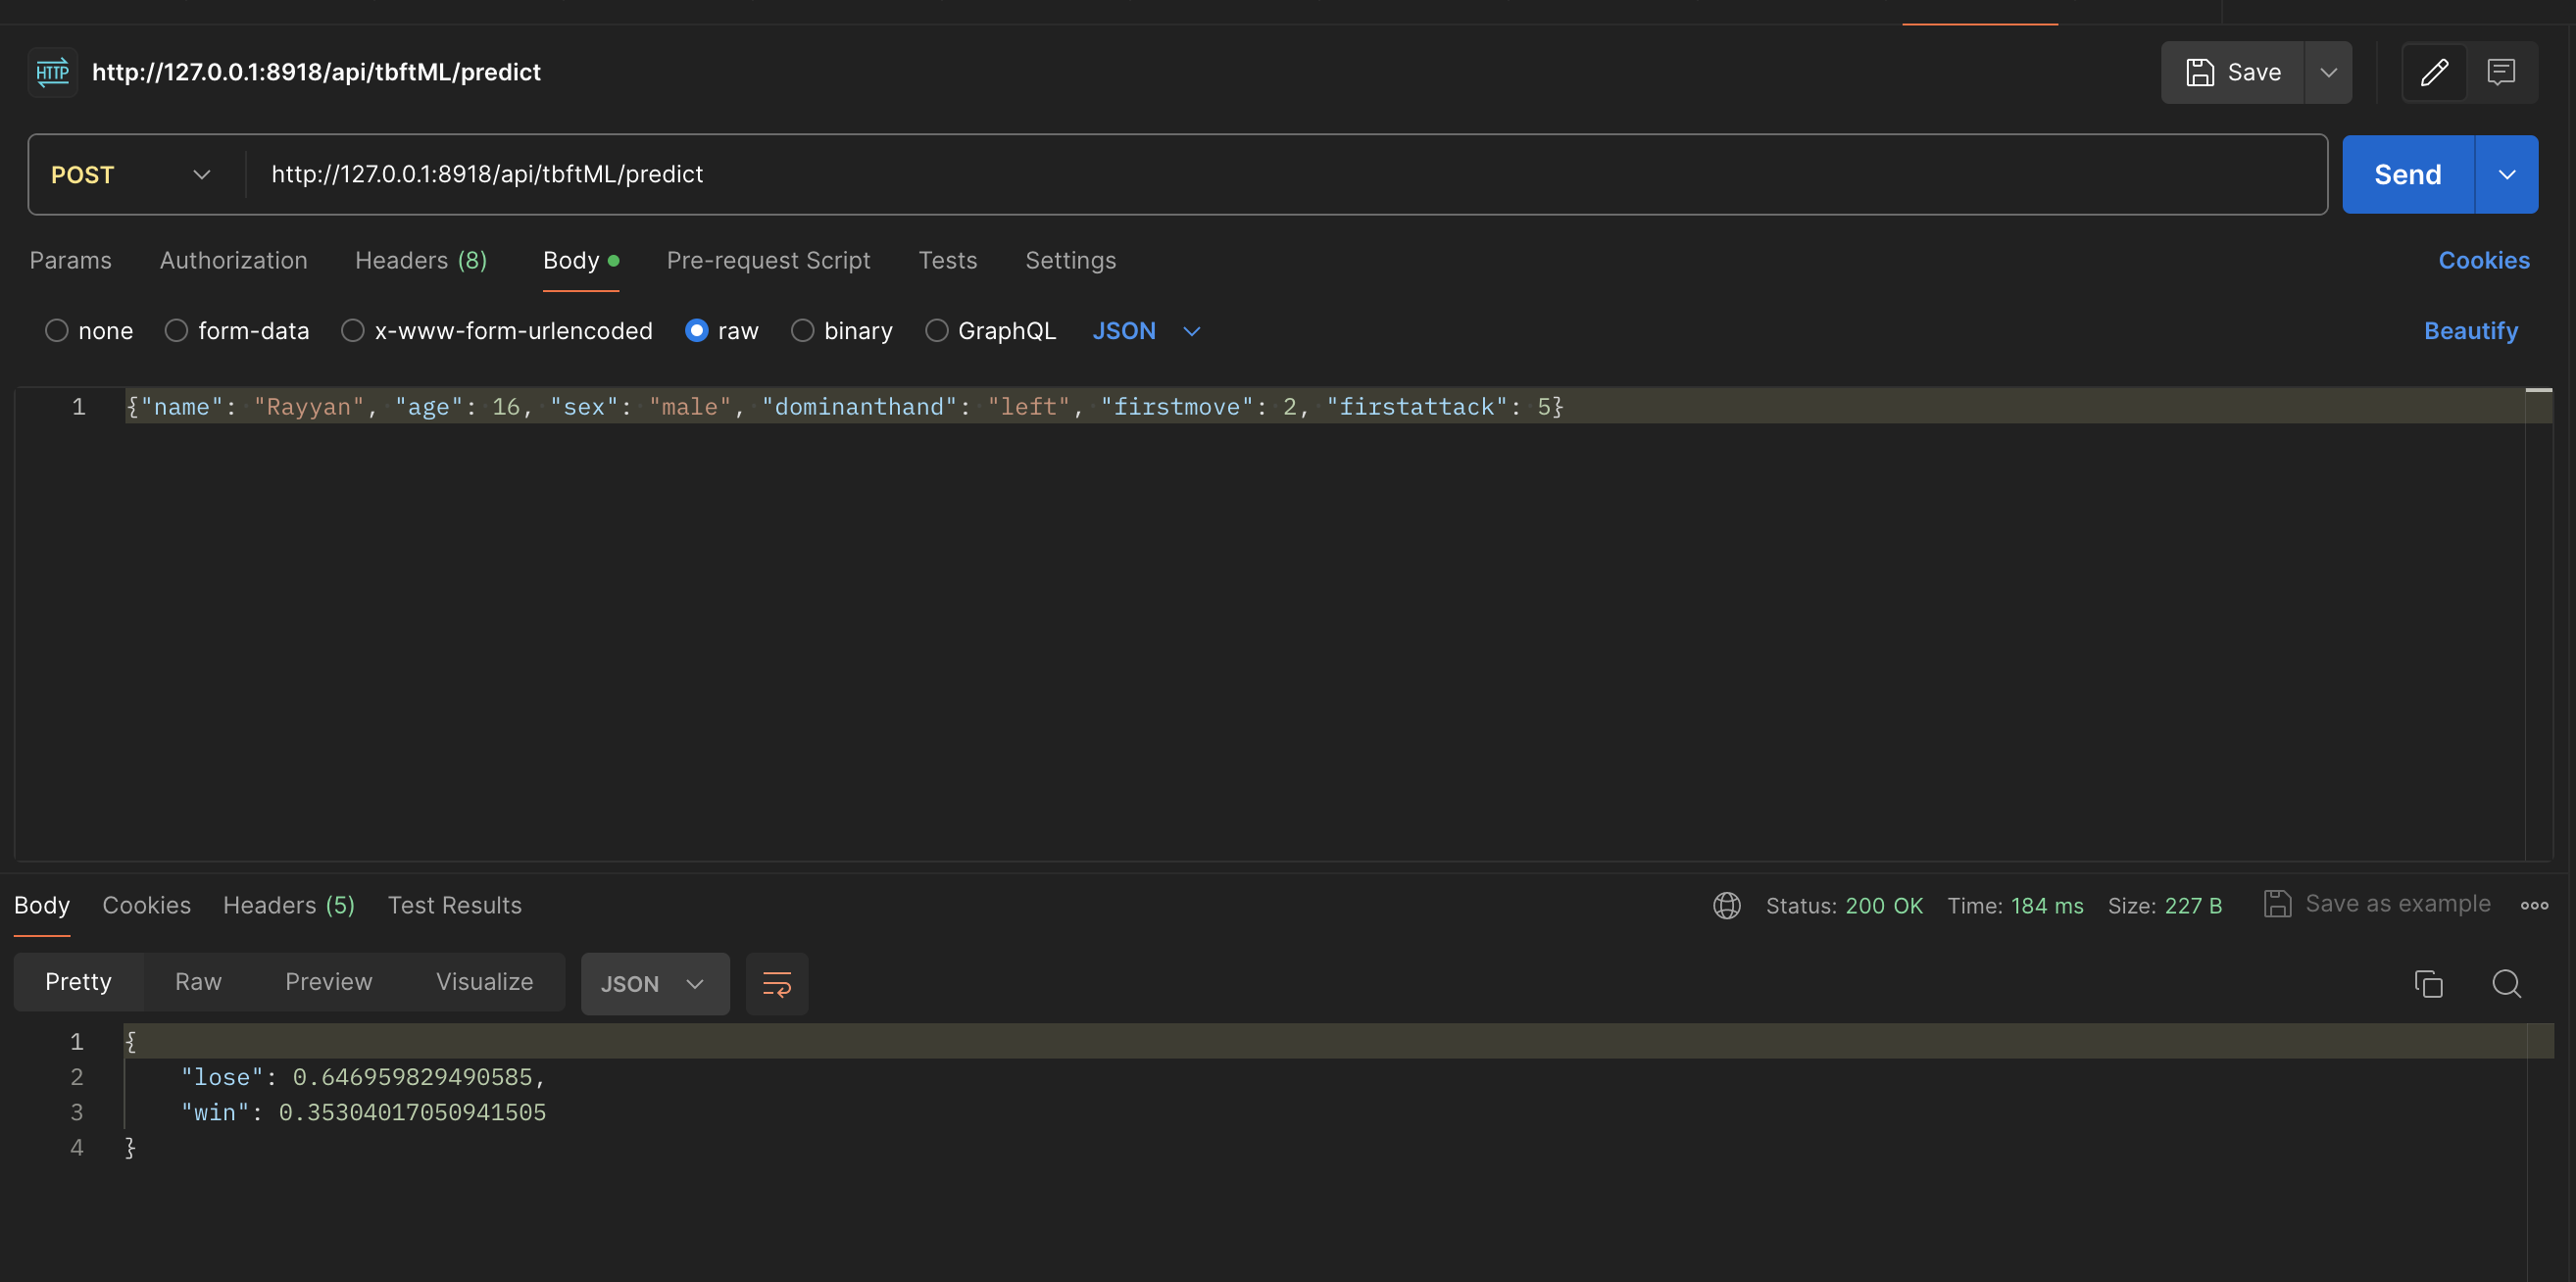 HTTP http://127.0.0.1:8918/api/tbftML/predict Save
POST http://127.0.0.1:8918/api/tbftML/predict Send
Params Authorization Headers (8) Body Pre-request Script Tests Settings Cookies
none form-data x-www-form-urlencoded raw binary GraphQL JSON Beautify
1 {"name": "Rayyan", "age": 16, "sex": "male", "dominanthand": "left", "firstmove": 2, "firstattack": 5}
Body Cookies Headers (5) Test Results Status: 200 OK Time: 184 ms Size: 227 B Save as example
Pretty Raw Preview Visualize JSON
1 {
2 "lose": 0.646959829490585,
3 "win": 0.35304017050941505
4 }